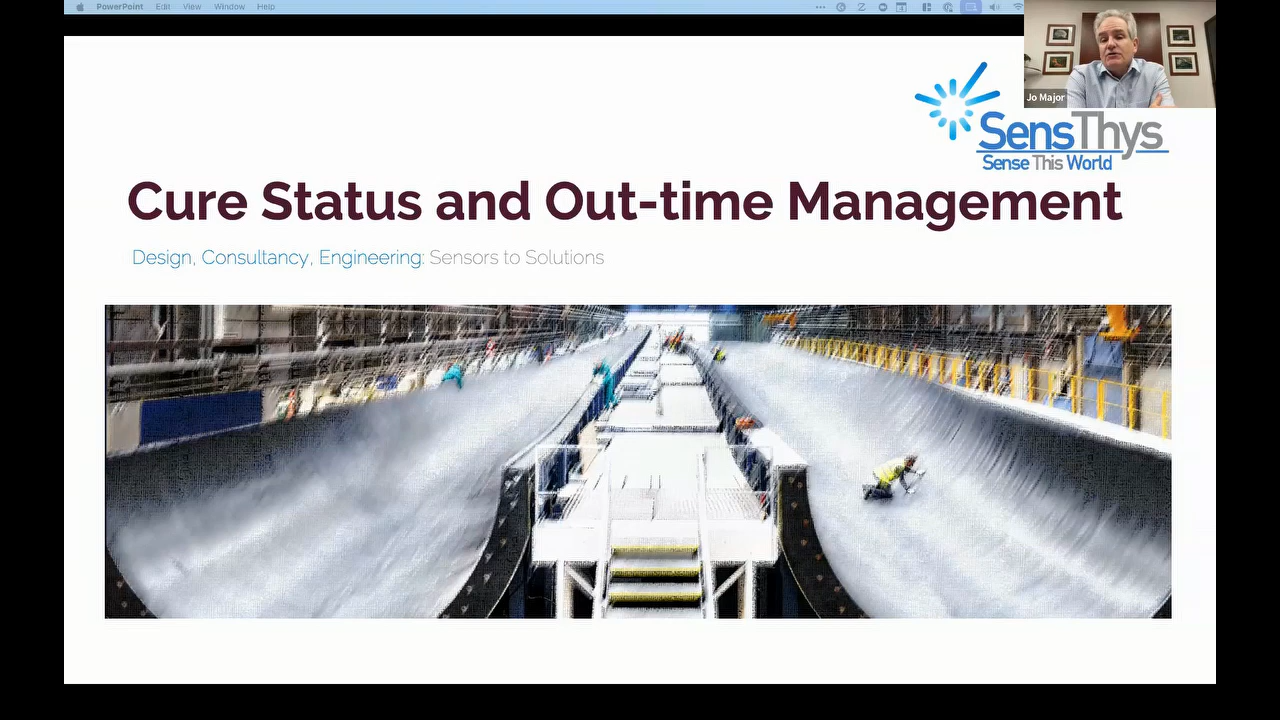 PowerPoint Edit View Window Help
Jo Major
SensThys
Sense This World
Cure Status and Out-time Management
Design, Consultancy, Engineering: Sensors to Solutions